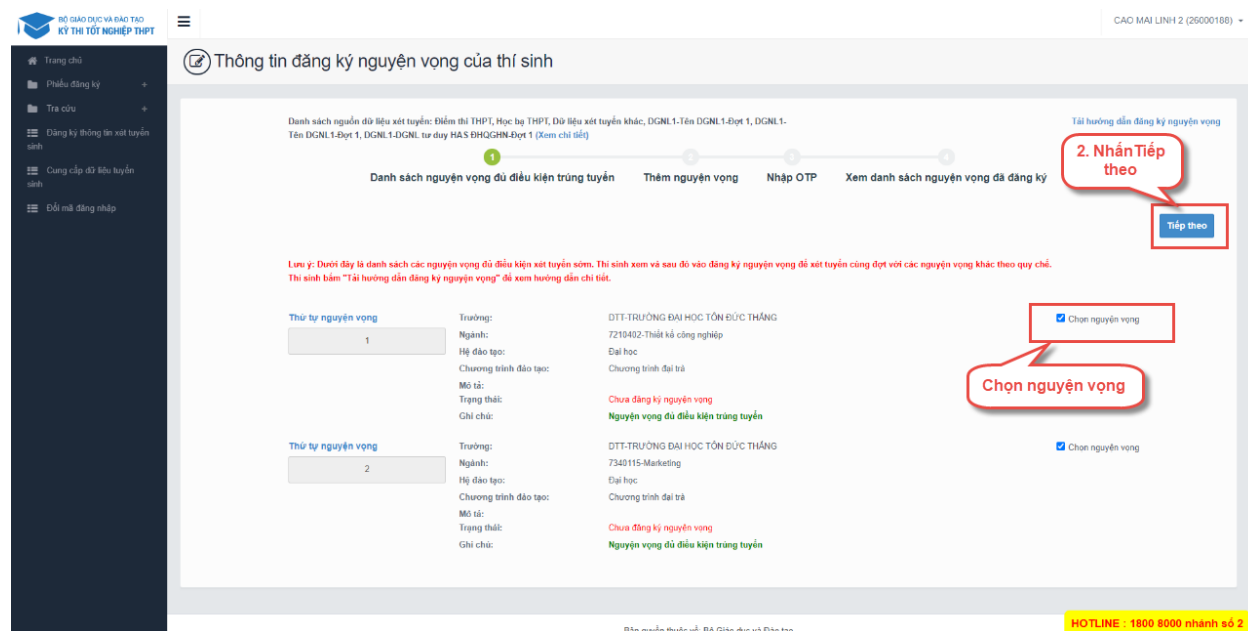 BỘ GIÁO DỤC VÀ ĐÀO TẠO
KỲ THI TỐT NGHIỆP THPT
CAO MAI LINH 2 (26000188)
Trang chủ
Phiếu đăng ký +
Tra cứu +
Đăng ký thông tin xét tuyển
sinh
Cung cấp dữ liệu tuyển
sinh
Đổi mã đăng nhập
Thông tin đăng ký nguyện vọng của thí sinh
Danh sách nguồn dữ liệu xét tuyển: Điểm thi THPT, Học bạ THPT, Dữ liệu xét tuyển khác, DGNL1-Tên DGNL1-Đợt 1, DGNL1-
Tên DGNL1-Đợt 1, DGNL1-DGNL tư duy HAS ĐHQGHN-Đợt 1 (Xem chi tiết)
Tải hướng dẫn đăng ký nguyện vọng
1 2 3 4
Danh sách nguyện vọng đủ điều kiện trúng tuyển Thêm nguyện vọng Nhập OTP Xem danh sách nguyện vọng đã đăng ký
2. Nhấn Tiếp
theo
Tiếp theo
Lưu ý: Dưới đây là danh sách các nguyện vọng đủ điều kiện xét tuyển sớm. Thí sinh xem và sau đó vào đăng ký nguyện vọng để xét tuyển cùng đợt với các nguyện vọng khác theo quy chế.
Thí sinh bấm "Tải hướng dẫn đăng ký nguyện vọng" để xem hướng dẫn chi tiết.
Thứ tự nguyện vọng Trường: DTT-TRƯỜNG ĐẠI HỌC TÔN ĐỨC THẮNG Chọn nguyện vọng
1 Ngành: 7210402-Thiết kế công nghiệp
Hệ đào tạo: Đại học
Chương trình đào tạo: Chương trình đại trà
Mô tả:
Trạng thái: Chưa đăng ký nguyện vọng
Ghi chú: Nguyện vọng đủ điều kiện trúng tuyển
Chọn nguyện vọng
Thứ tự nguyện vọng Trường: DTT-TRƯỜNG ĐẠI HỌC TÔN ĐỨC THẮNG Chọn nguyện vọng
2 Ngành: 7340115-Marketing
Hệ đào tạo: Đại học
Chương trình đào tạo: Chương trình đại trà
Mô tả:
Trạng thái: Chưa đăng ký nguyện vọng
Ghi chú: Nguyện vọng đủ điều kiện trúng tuyển
Bản quyền thuộc về: Bộ Giáo dục và Đào tạo
HOTLINE : 1800 8000 nhánh số 2